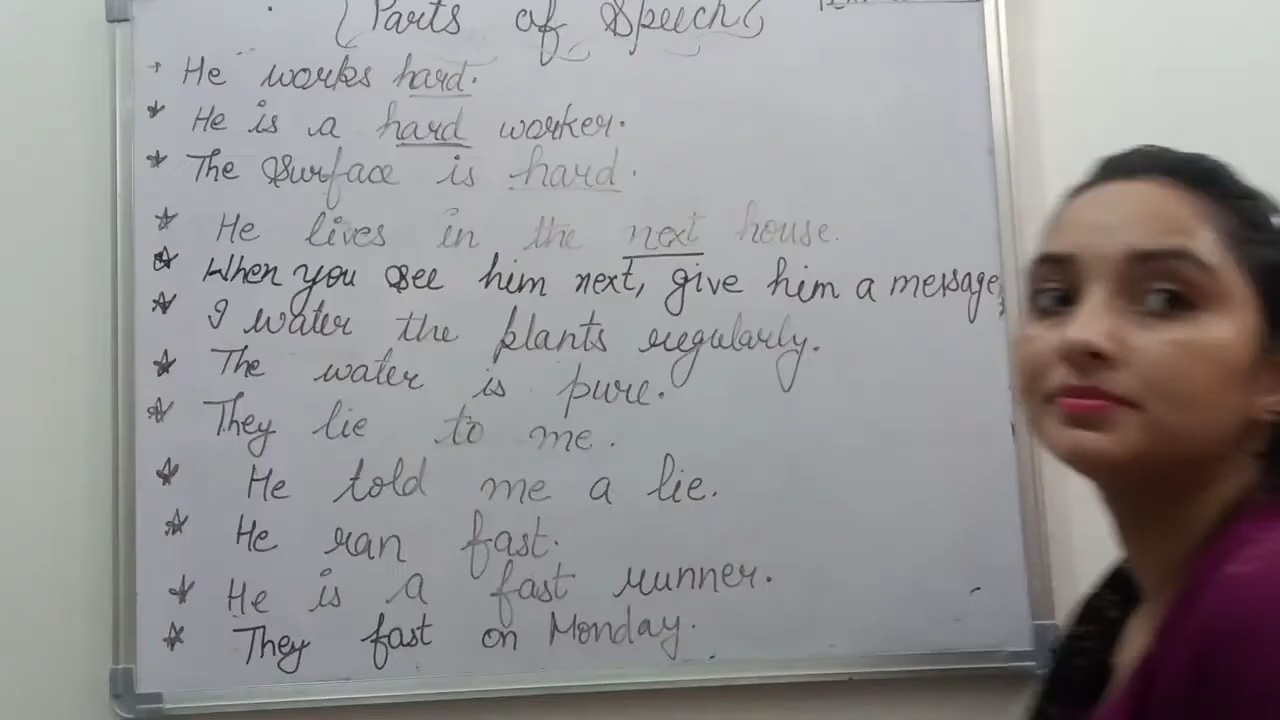 (Parts of Speech)
He works hard.
* He is a hard worker.
* The Surface is hard.
* He lives in the next house.
* When you see him next, give him a message.
* I water the plants regularly.
* The water is pure.
* They lie to me.
* He told me a lie.
* He ran fast.
* He is a fast runner.
* They fast on Monday.